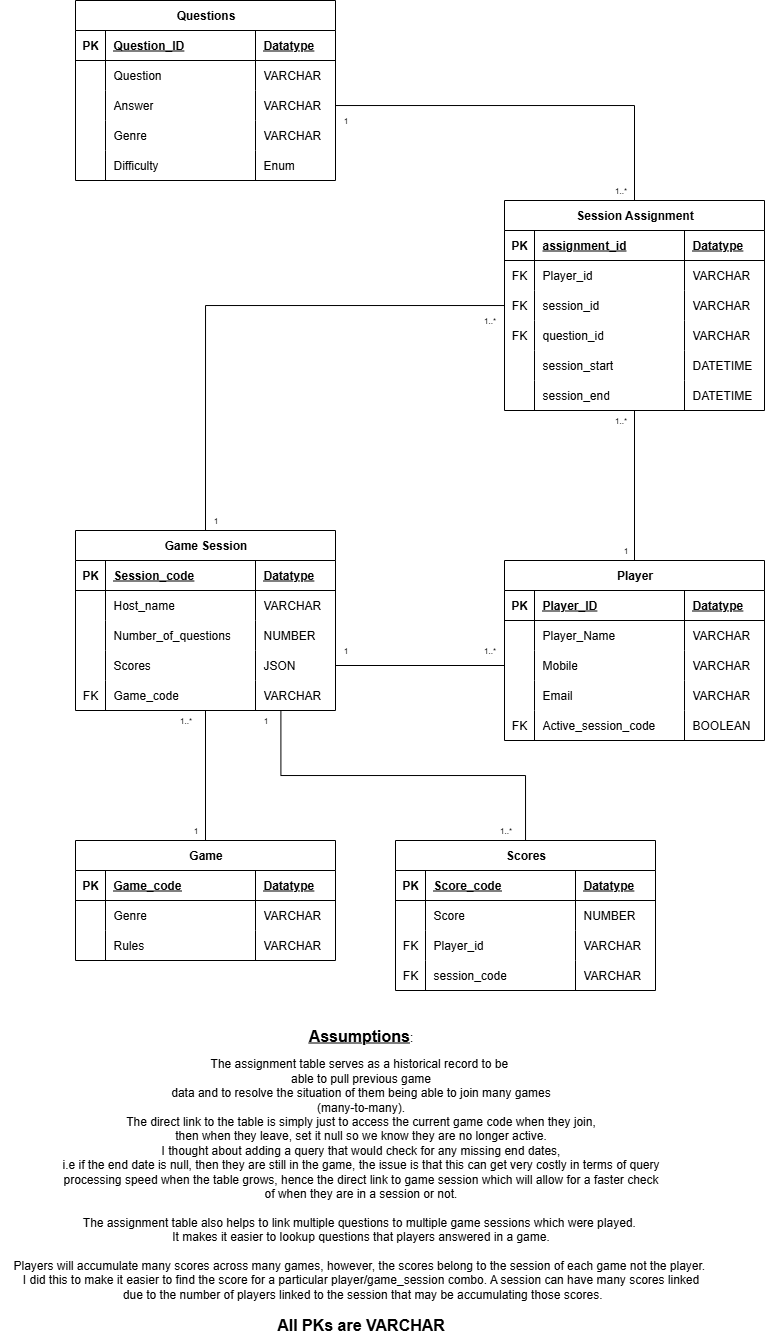 Questions
PK Question_ID Datatype
Question VARCHAR
Answer VARCHAR
Genre VARCHAR
Difficulty Enum
1
1..*
Session Assignment
PK assignment_id Datatype
FK Player_id VARCHAR
FK session_id VARCHAR
FK question_id VARCHAR
session_start DATETIME
session_end DATETIME
1..*
1..*
1
1
Game Session
PK Session_code Datatype
Host_name VARCHAR
Number_of_questions NUMBER
Scores JSON
FK Game_code VARCHAR
1
1..*
Player
PK Player_ID Datatype
Player_Name VARCHAR
Mobile VARCHAR
Email VARCHAR
FK Active_session_code BOOLEAN
1..*
1
1
1..*
Game
PK Game_code Datatype
Genre VARCHAR
Rules VARCHAR
Scores
PK Score_code Datatype
Score NUMBER
FK Player_id VARCHAR
FK session_code VARCHAR
Assumptions:
The assignment table serves as a historical record to be
able to pull previous game
data and to resolve the situation of them being able to join many games
(many-to-many).
The direct link to the table is simply just to access the current game code when they join,
then when they leave, set it null so we know they are no longer active.
I thought about adding a query that would check for any missing end dates,
i.e if the end date is null, then they are still in the game, the issue is that this can get very costly in terms of query
processing speed when the table grows, hence the direct link to game session which will allow for a faster check
of when they are in a session or not.
The assignment table also helps to link multiple questions to multiple game sessions which were played.
It makes it easier to lookup questions that players answered in a game.
Players will accumulate many scores across many games, however, the scores belong to the session of each game not the player.
I did this to make it easier to find the score for a particular player/game_session combo. A session can have many scores linked
due to the number of players linked to the session that may be accumulating those scores.
All PKs are VARCHAR